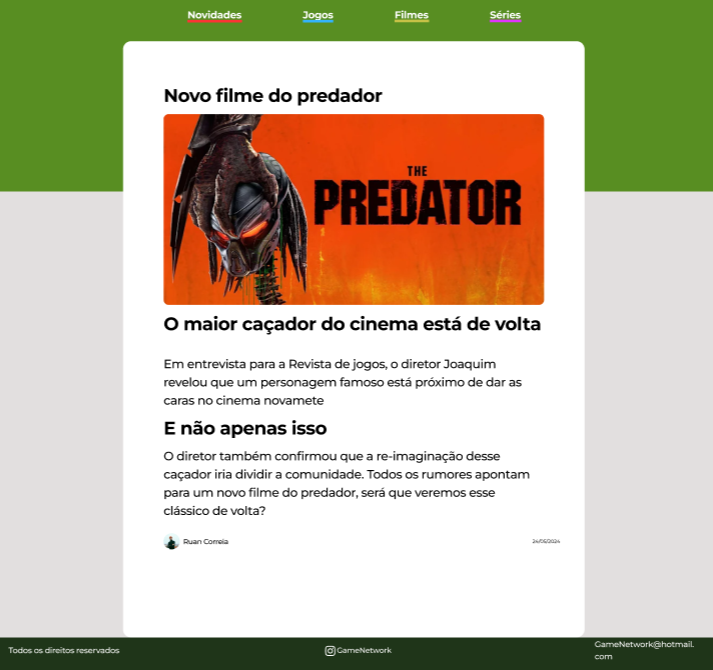 Novidades Jogos Filmes Séries
Novo filme do predador
THE
PREDATOR
O maior caçador do cinema está de volta
Em entrevista para a Revista de jogos, o diretor Joaquim
revelou que um personagem famoso está próximo de dar as
caras no cinema novamete
E não apenas isso
O diretor também confirmou que a re-imaginação desse
caçador iria dividir a comunidade. Todos os rumores apontam
para um novo filme do predador, será que veremos esse
clássico de volta?
Ruan Correia 24/05/2024
Todos os direitos reservados GameNetwork GameNetwork@hotmail.
com